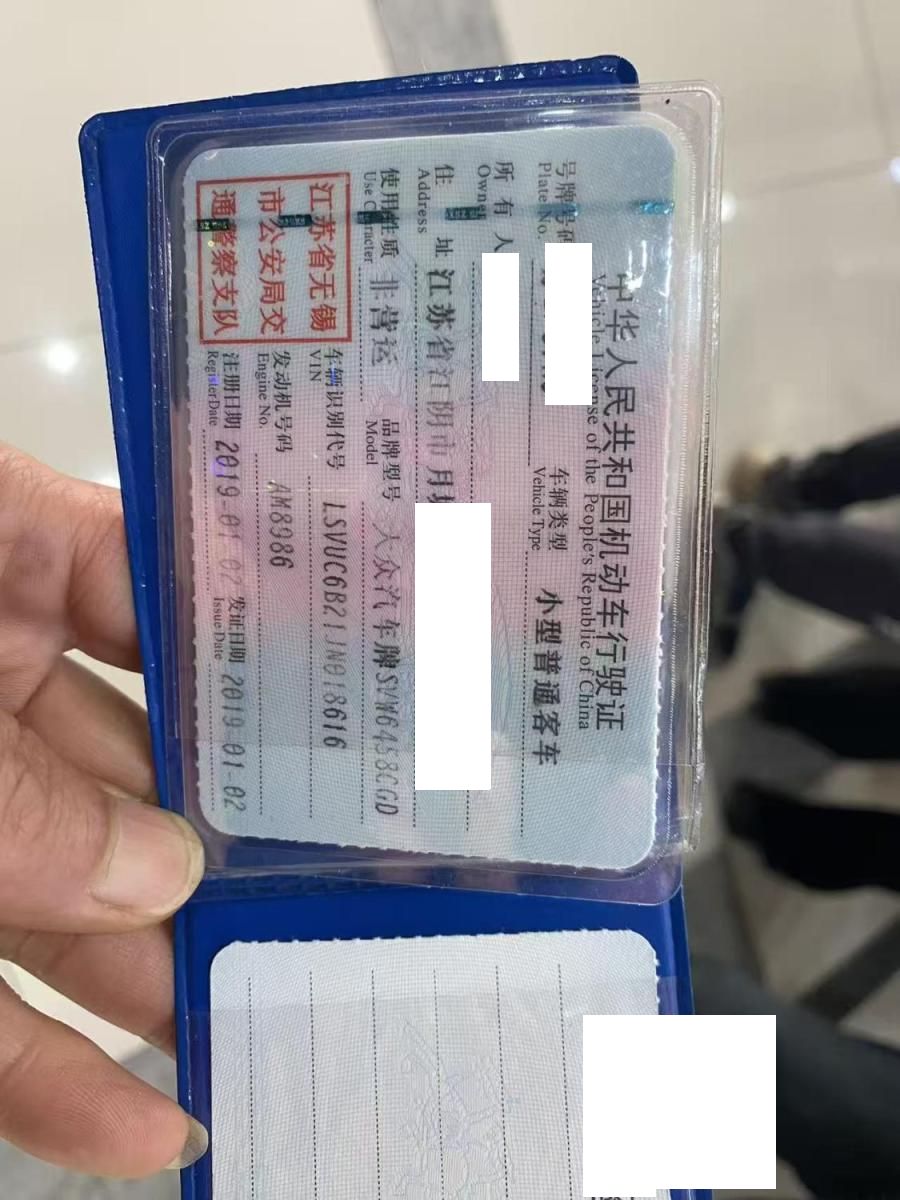 中华人民共和国机动车行驶证
Vehicle License of the People's Republic of China
号牌号码
Plate No.
车辆类型 小型普通客车
Vehicle Type
所有人
Owner
住址 江苏省江阴市月
Address
使用性质 非营运
Use Character
品牌型号 大众汽车牌SVW6458CGD
Model
江苏省无锡
市公安局交
通警察支队
车辆识别代号 LSVUC6B21JN018616
VIN
发动机号码 AM8986
Engine No.
注册日期 2019-01-02
Register Date
发证日期 2019-01-02
Issue Date